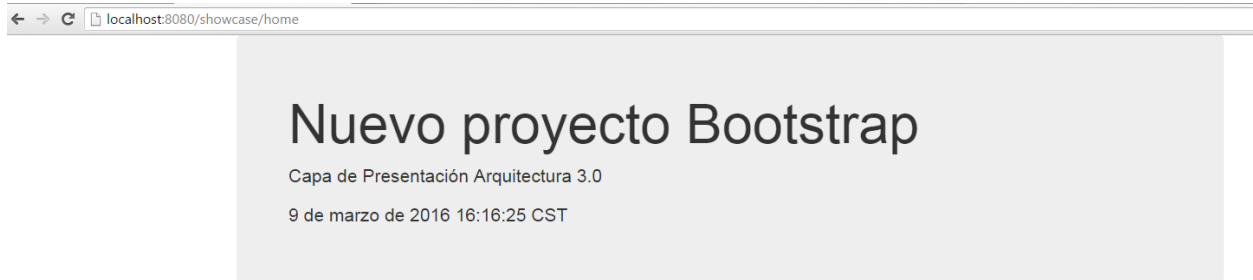 localhost:8080/showcase/home
Nuevo proyecto Bootstrap
Capa de Presentación Arquitectura 3.0
9 de marzo de 2016 16:16:25 CST